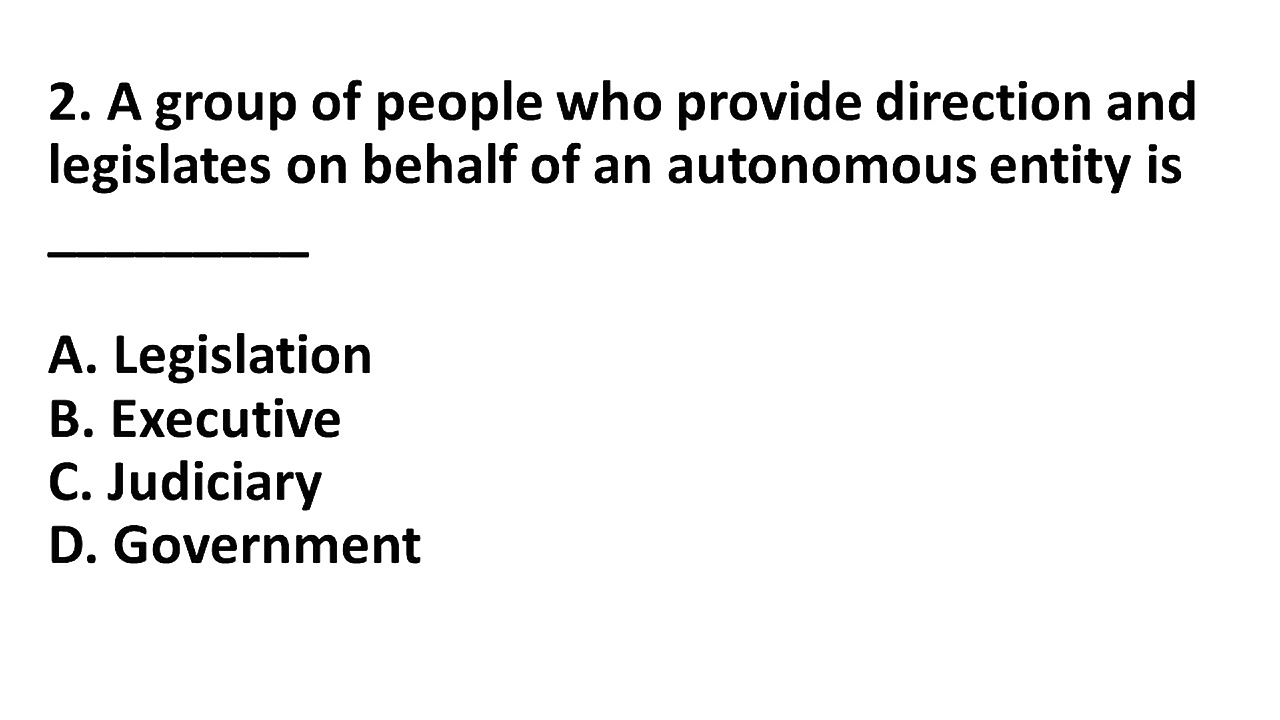 2. A group of people who provide direction and
legislates on behalf of an autonomous entity is
_________
A. Legislation
B. Executive
C. Judiciary
D. Government